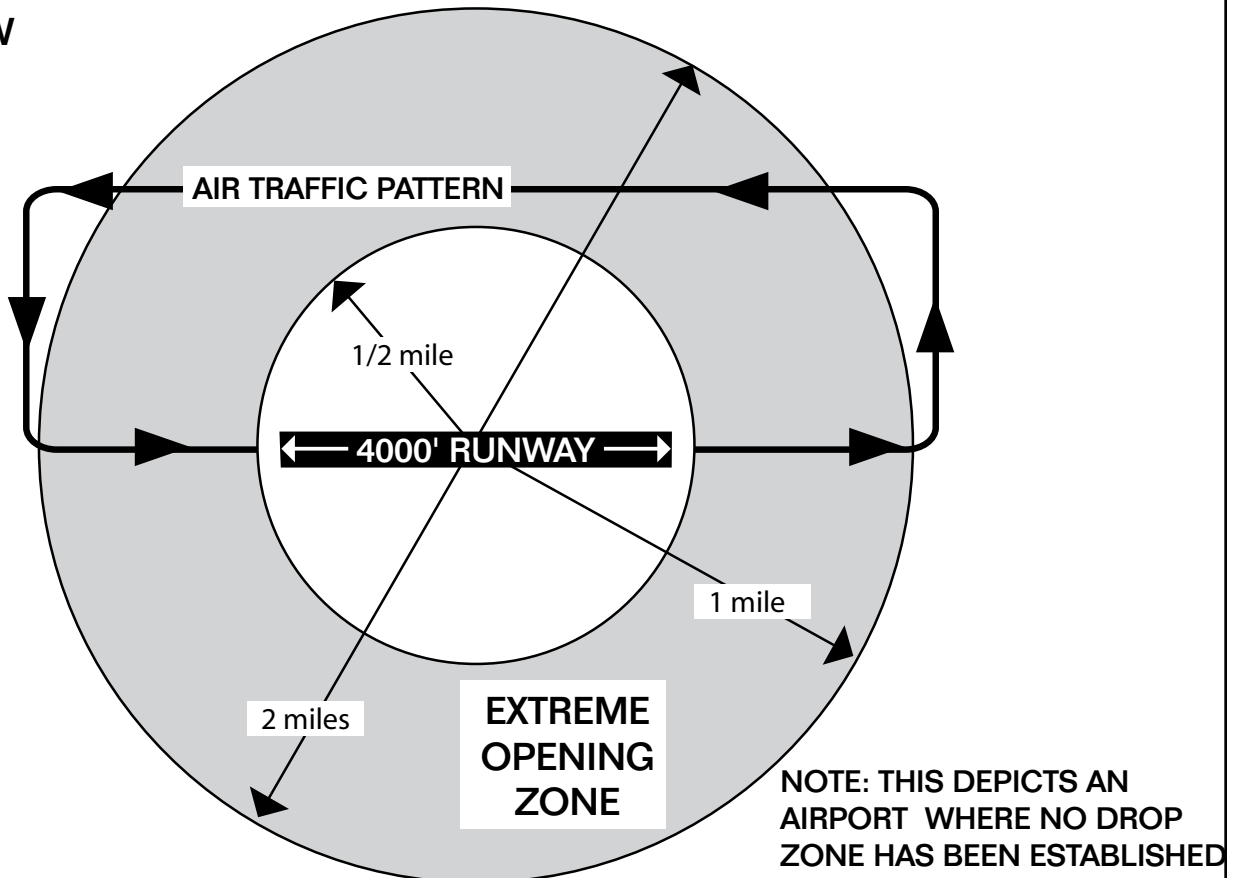 AIR TRAFFIC PATTERN
1/2 mile
4000' RUNWAY
1 mile
2 miles
EXTREME
OPENING
ZONE
NOTE: THIS DEPICTS AN
AIRPORT WHERE NO DROP
ZONE HAS BEEN ESTABLISHED